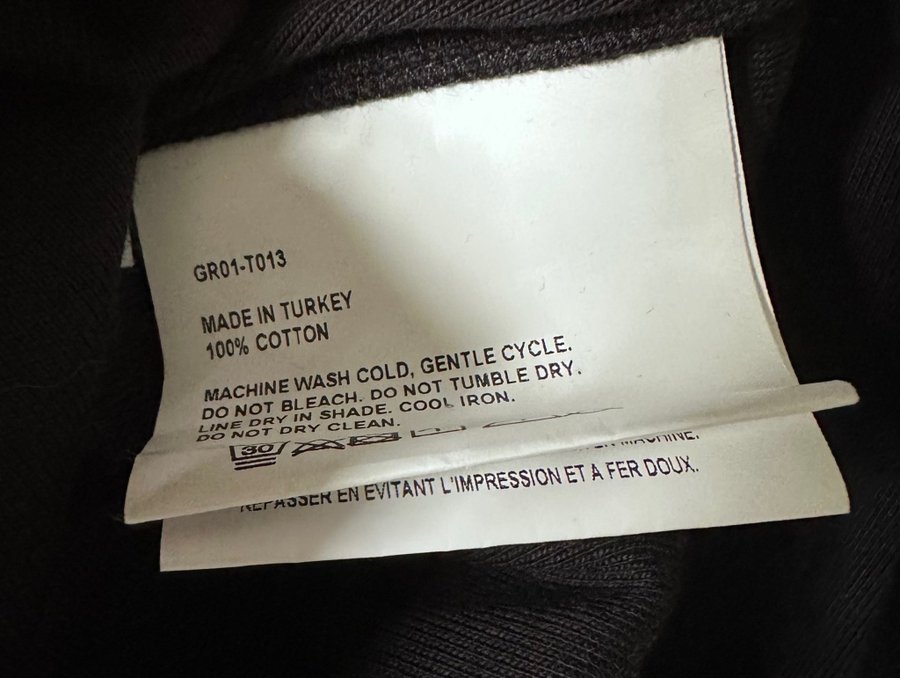 GR01-T013
MADE IN TURKEY
100% COTTON
MACHINE WASH COLD, GENTLE CYCLE.
DO NOT BLEACH. DO NOT TUMBLE DRY.
LINE DRY IN SHADE. COOL IRON.
DO NOT DRY CLEAN.
30
MACHINE.
REPASSER EN EVITANT L'IMPRESSION ET A FER DOUX.